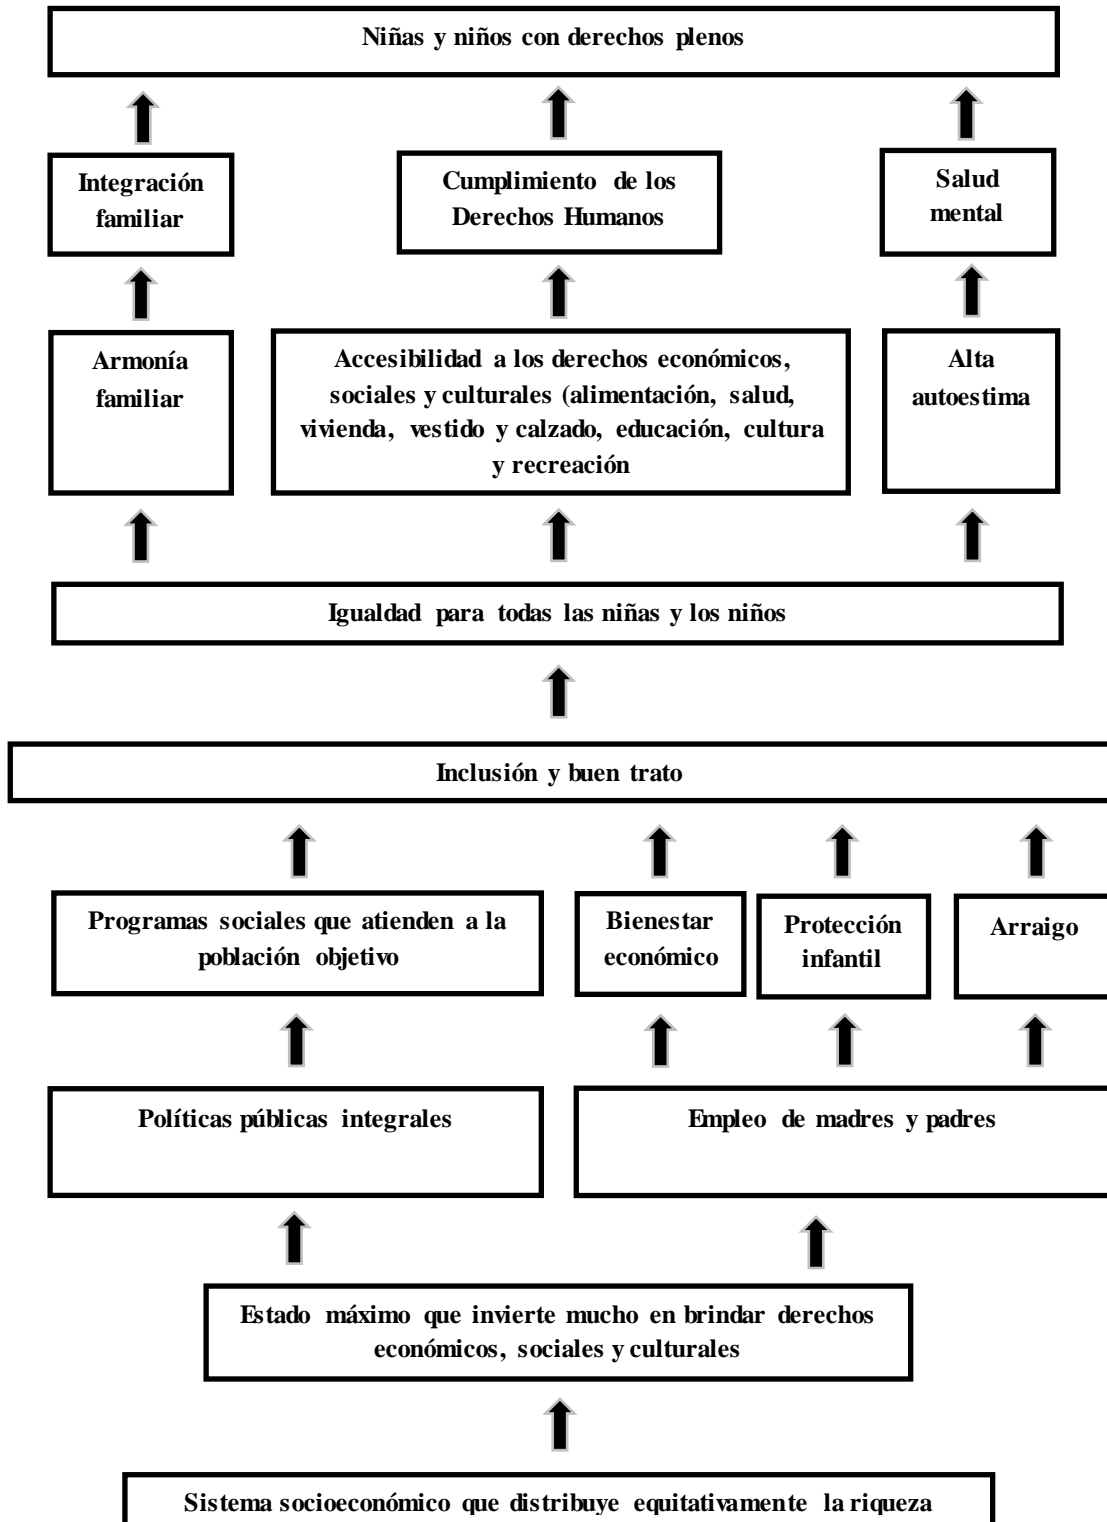 Niñas y niños con derechos plenos
Integración
familiar
Cumplimiento de los
Derechos Humanos
Salud
mental
Armonía
familiar
Accesibilidad a los derechos económicos,
sociales y culturales (alimentación, salud,
vivienda, vestido y calzado, educación, cultura
y recreación
Alta
autoestima
Igualdad para todas las niñas y los niños
Inclusión y buen trato
Programas sociales que atienden a la
población objetivo
Bienestar
económico
Protección
infantil
Arraigo
Políticas públicas integrales
Empleo de madres y padres
Estado máximo que invierte mucho en brindar derechos
económicos, sociales y culturales
Sistema socioeconómico que distribuye equitativamente la riqueza